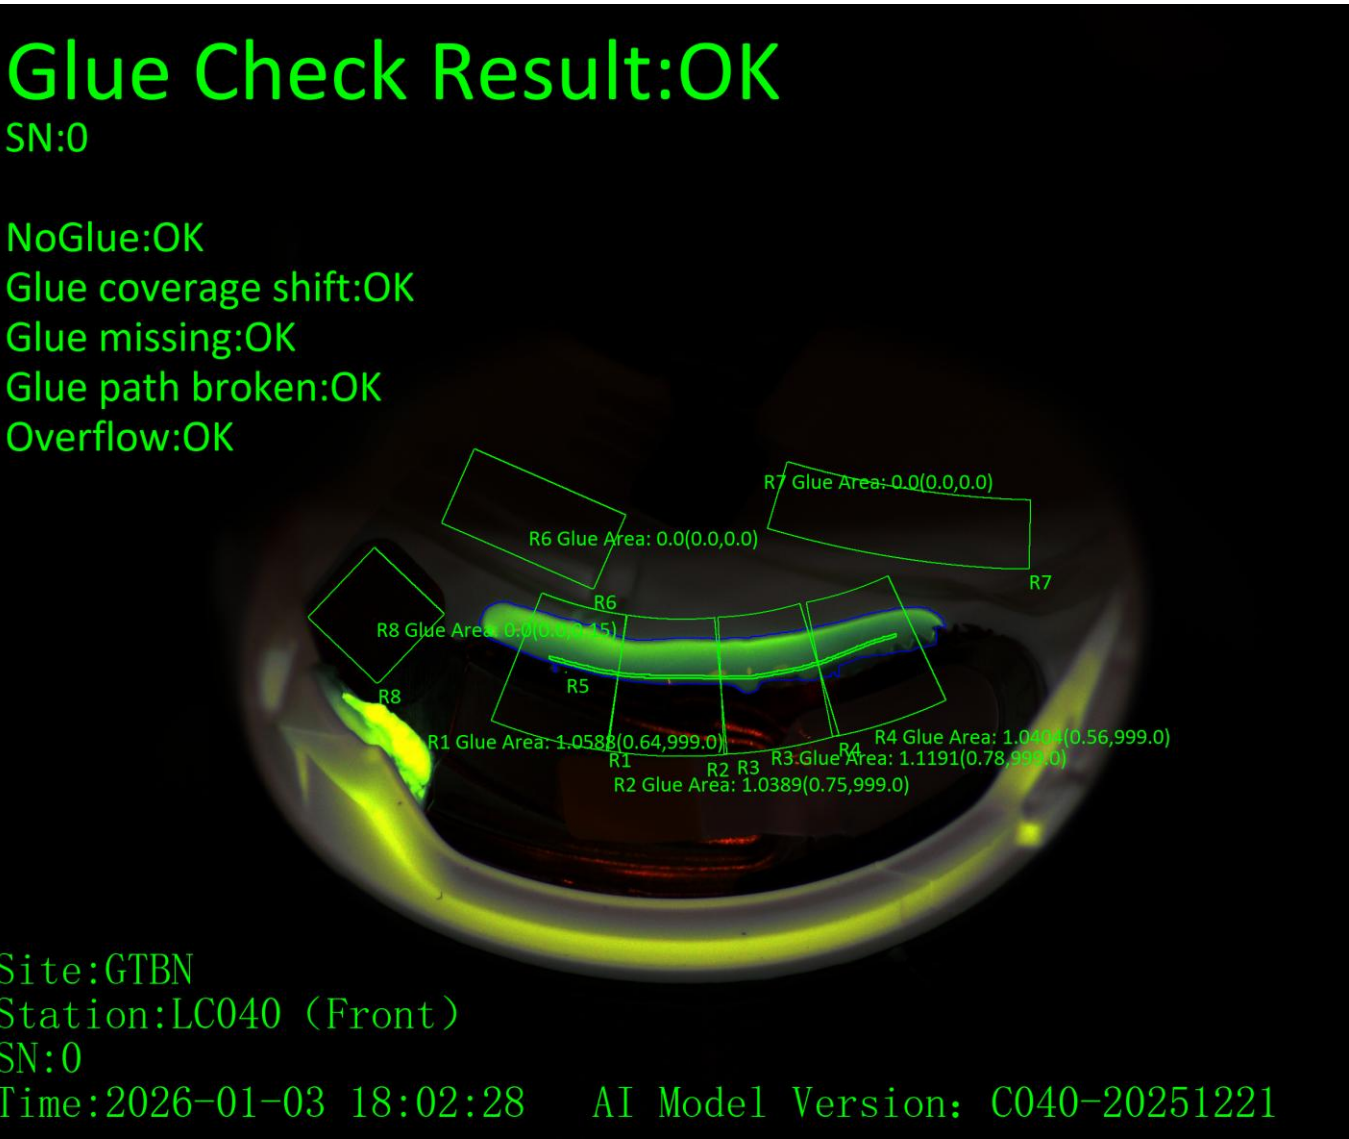 Glue Check Result:OK
SN:0
NoGlue:OK
Glue coverage shift:OK
Glue missing:OK
Glue path broken:OK
Overflow:OK
R7 Glue Area: 0.0(0.0,0.0)
R6 Glue Area: 0.0(0.0,0.0)
R7
R6
R8 Glue Area: 0.0(0.0,0.15)
R5
R8
R4 Glue Area: 1.0404(0.56,999.0)
R1 Glue Area: 1.0588(0.64,999.0)
R4
R3 Glue Area: 1.1191(0.78,999.0)
R1
R2
R3
R2 Glue Area: 1.0389(0.75,999.0)
Site:GTBN
Station:LC040（Front）
SN:0
Time:2026-01-03 18:02:28 AI Model Version：C040-20251221